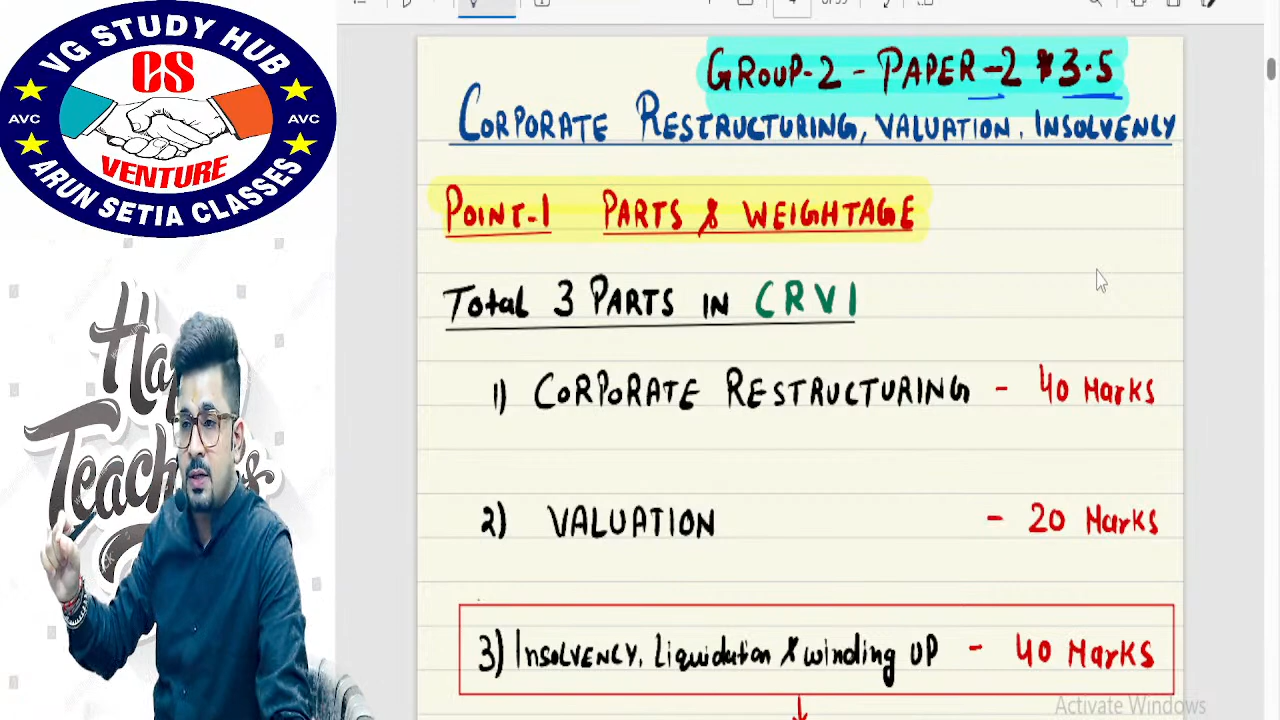 VG STUDY HUB
CS
AVC
AVC
VENTURE
ARUN SETIA CLASSES
GROUP-2 - PAPER-2 * 3.5
CORPORATE RESTRUCTURING, VALUATION, INSOLVENCY
POINT-1 PARTS & WEIGHTAGE
Total 3 PARTS IN CRVI
1) CORPORATE RESTRUCTURING - 40 Marks
2) VALUATION - 20 Marks
3) INSOLVENCY, Liquidation & winding UP - 40 Marks
Activate Windows